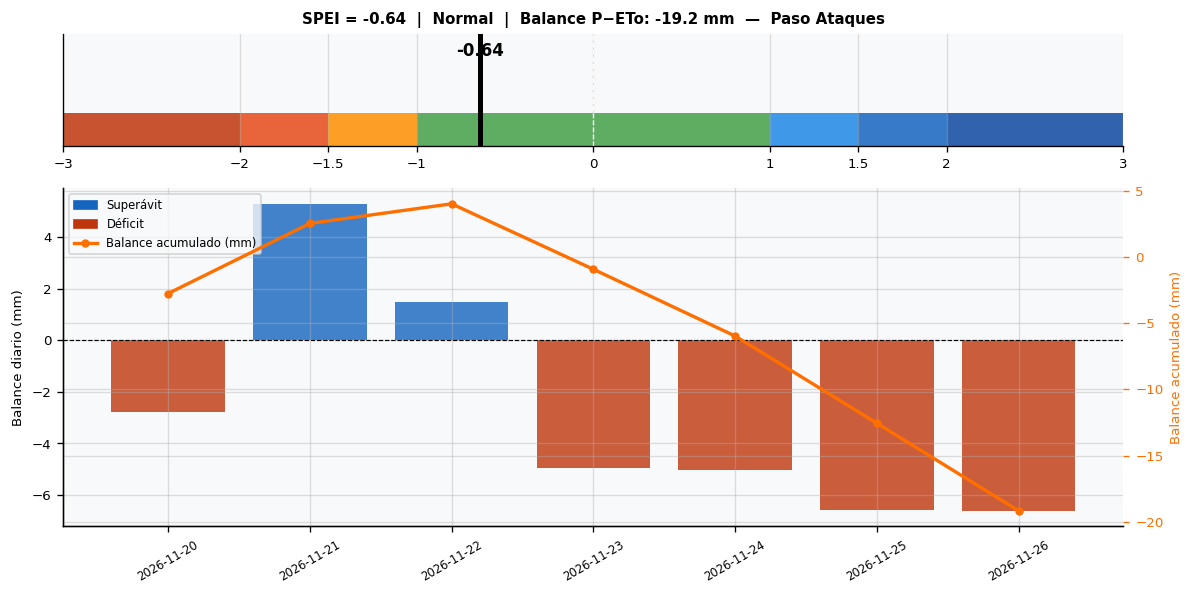 SPEI = -0.64 | Normal | Balance P−ETo: -19.2 mm — Paso Ataques
-0.64
−3 −2 −1.5 −1 0 1 1.5 2 3
Superávit
Déficit
Balance acumulado (mm)
Balance diario (mm)
4
2
0
−2
−4
−6
5
0
−5
−10
−15
−20
Balance acumulado (mm)
2026-11-20 2026-11-21 2026-11-22 2026-11-23 2026-11-24 2026-11-25 2026-11-26